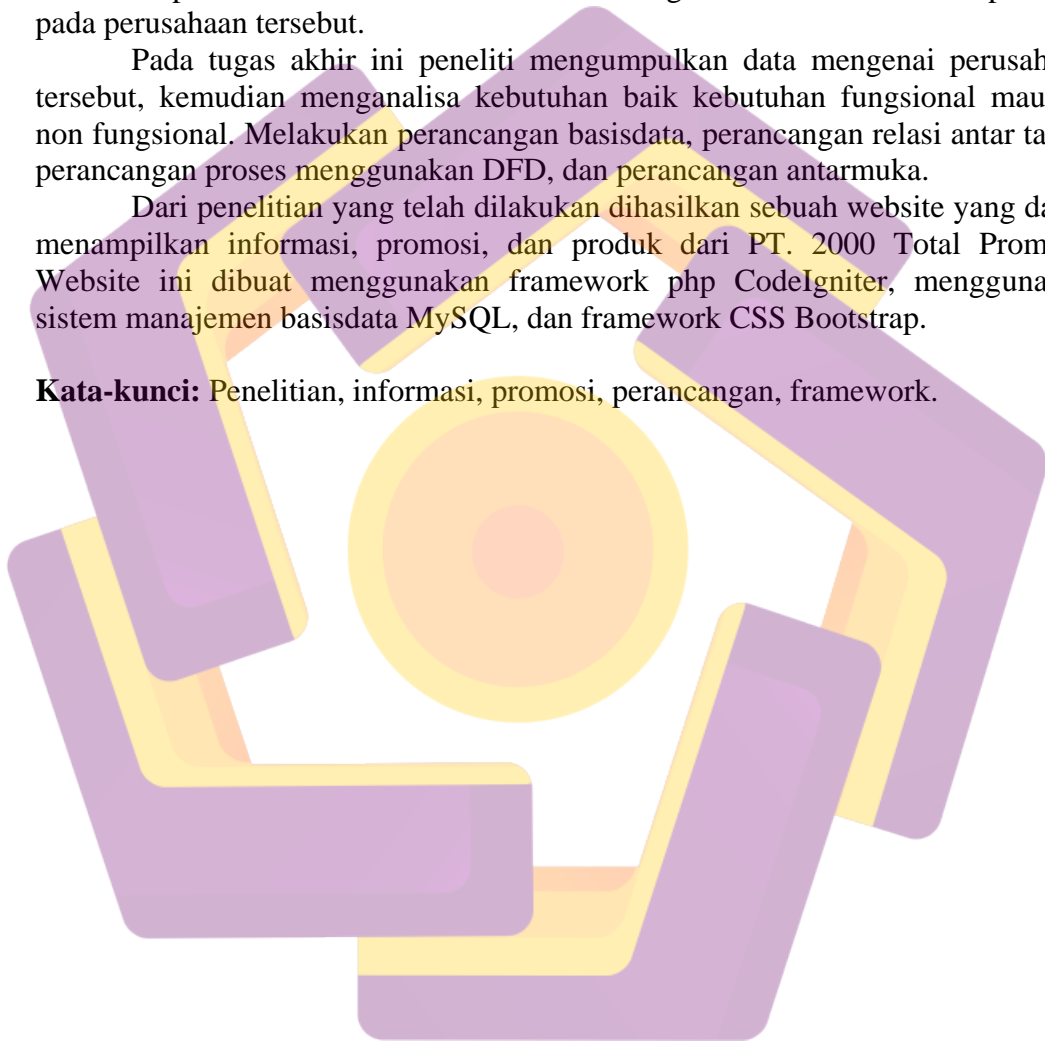 pada perusahaan tersebut.
Pada tugas akhir ini peneliti mengumpulkan data mengenai
tersebut, kemudian menganalisa kebutuhan baik kebutuhan fungsional
non fungsional. Melakukan perancangan basisdata, perancangan relasi antar
perancangan proses menggunakan DFD, dan perancangan antarmuka.
Dari penelitian yang telah dilakukan dihasilkan sebuah website yang
menampilkan informasi, promosi, dan produk dari PT. 2000 Total
Website ini dibuat menggunakan framework php CodeIgniter,
sistem manajemen basisdata MySQL, dan framework CSS Bootstrap.
Kata-kunci: Penelitian, informasi, promosi, perancangan, framework.